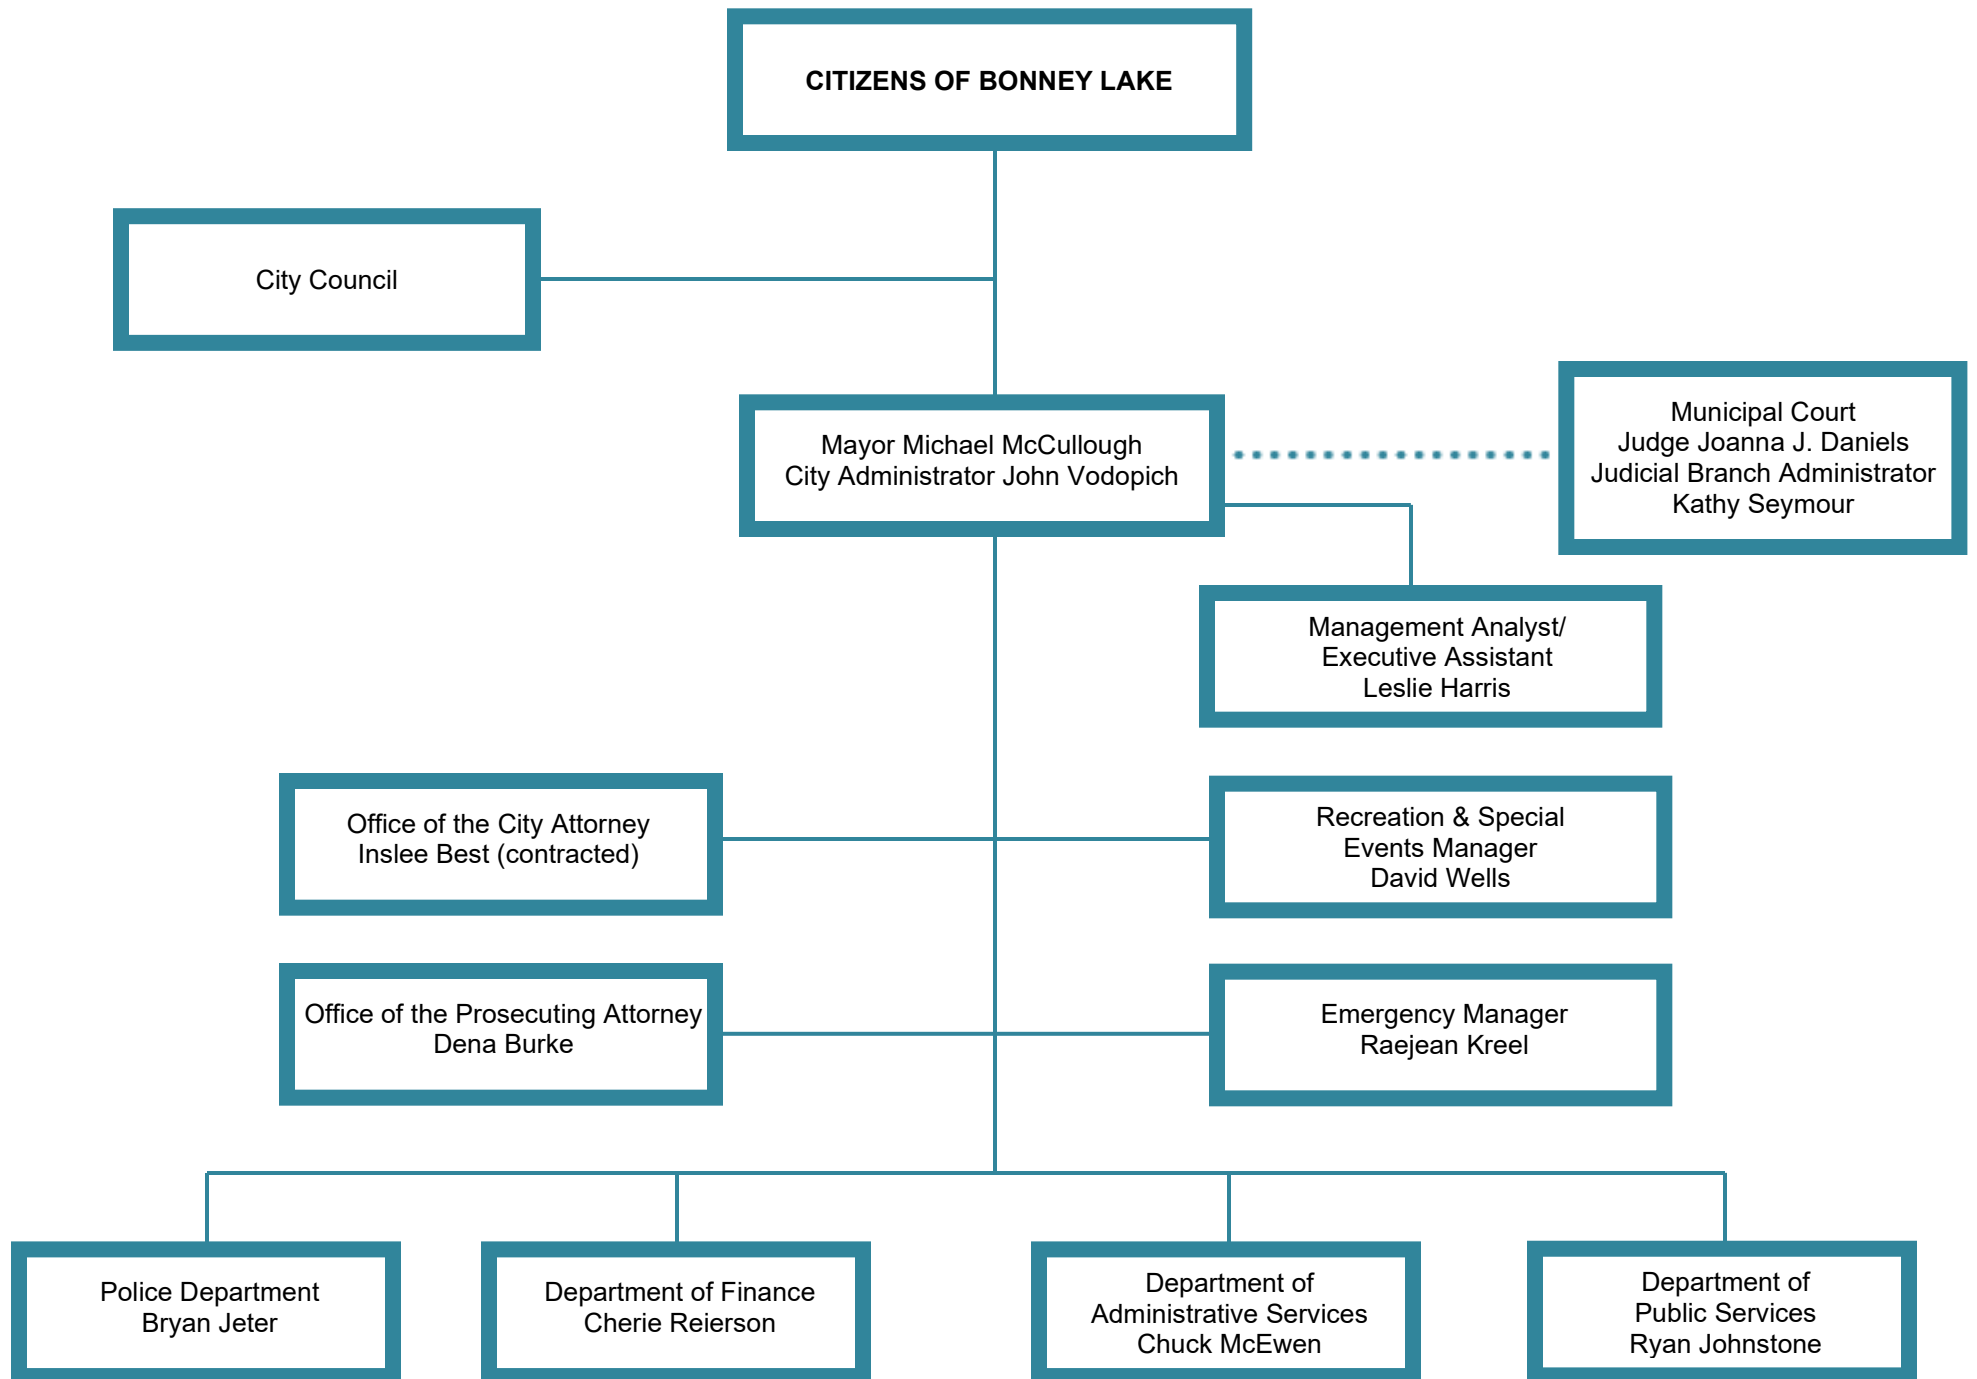 CITIZENS OF BONNEY LAKE
City Council
Mayor Michael McCullough
City Administrator John Vodopich
Municipal Court
Judge Joanna J. Daniels
Judicial Branch Administrator
Kathy Seymour
Management Analyst/
Executive Assistant
Leslie Harris
Office of the City Attorney
Inslee Best (contracted)
Recreation & Special
Events Manager
David Wells
Office of the Prosecuting Attorney
Dena Burke
Emergency Manager
Raejean Kreel
Police Department
Bryan Jeter
Department of Finance
Cherie Reierson
Department of
Administrative Services
Chuck McEwen
Department of
Public Services
Ryan Johnstone